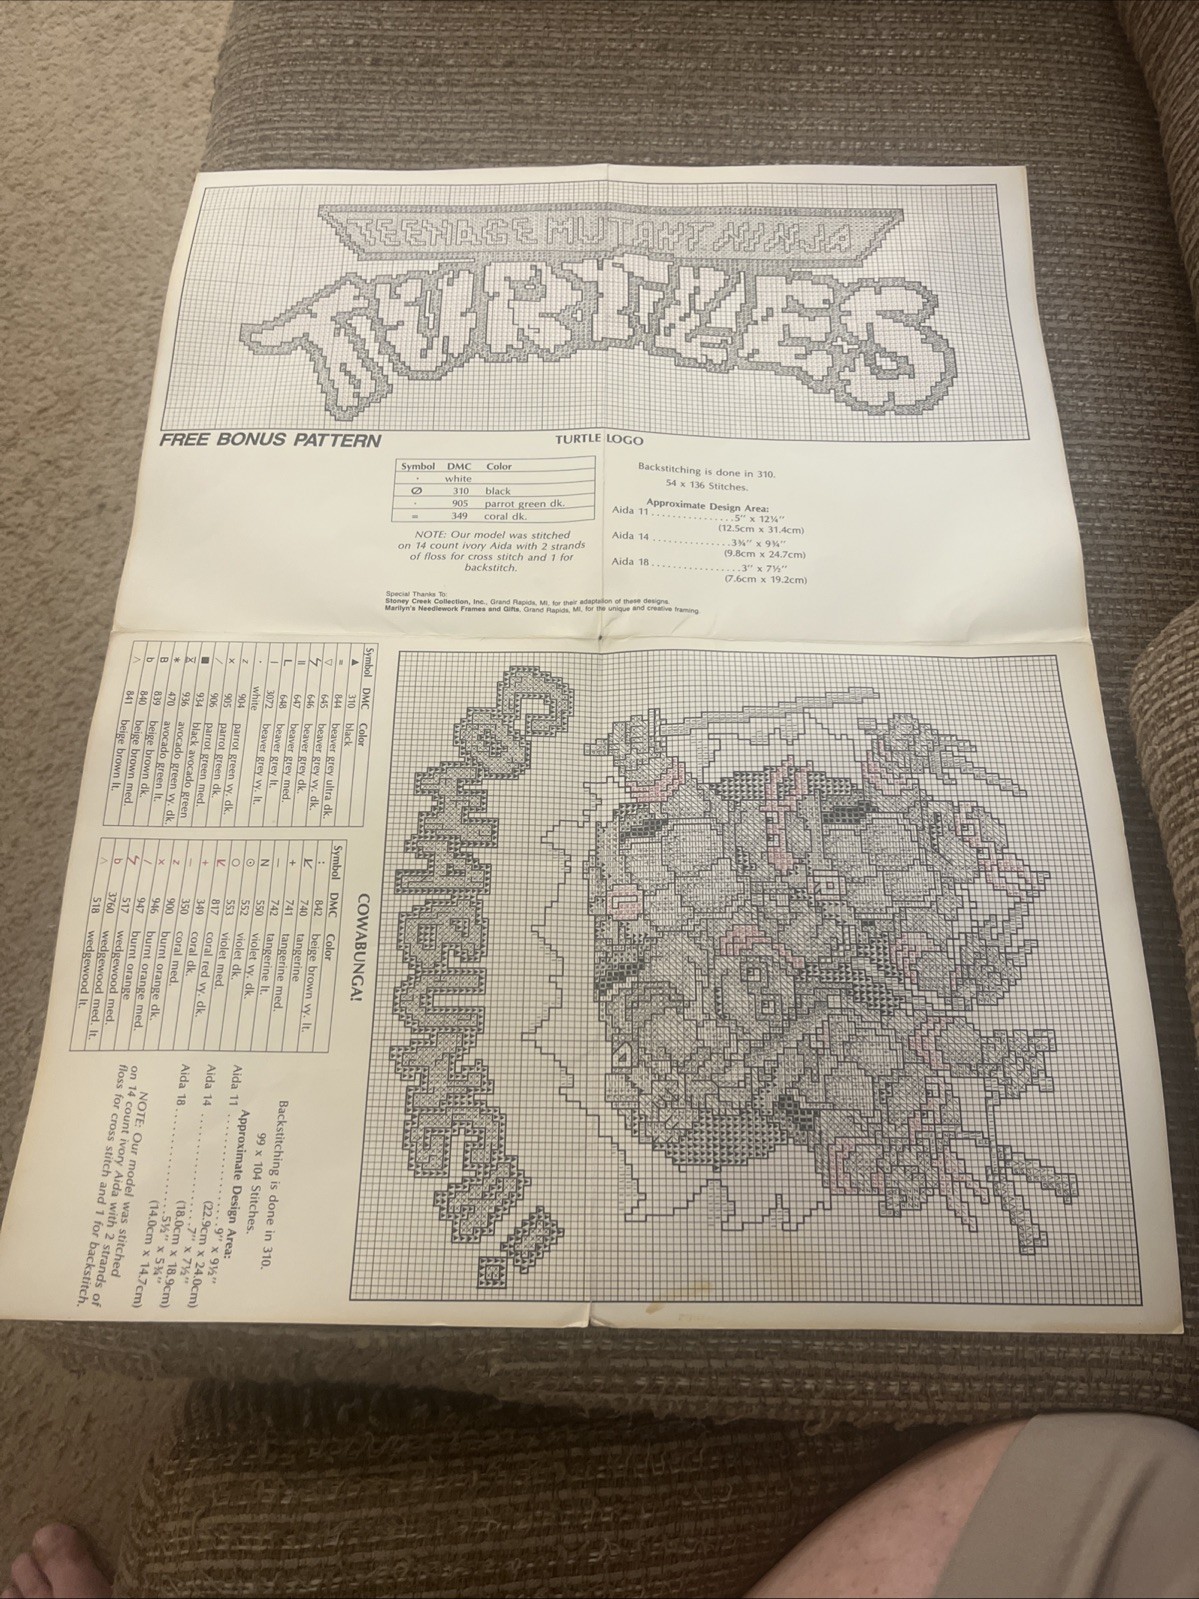 TEENAGE MUTANT NINJA
TURTLES
FREE BONUS PATTERN
TURTLE LOGO
Symbol DMC Color
· white
⊘ 310 black
· 905 parrot green dk.
= 349 coral dk.
NOTE: Our model was stitched
on 14 count ivory Aida with 2 strands
of floss for cross stitch and 1 for
backstitch.
Backstitching is done in 310.
54 x 136 Stitches.
Approximate Design Area:
Aida 11 . . . . . . . . . . . . . . 5" x 12¼"
(12.5cm x 31.4cm)
Aida 14 . . . . . . . . . . . . . 3¾" x 9¾"
(9.8cm x 24.7cm)
Aida 18 . . . . . . . . . . . . . . . 3" x 7½"
(7.6cm x 19.2cm)
Special Thanks To:
Stoney Creek Collection, Inc., Grand Rapids, MI, for their adaptation of these designs.
Marilyn's Needlework Frames and Gifts, Grand Rapids, MI, for the unique and creative framing.
COWABUNGA!
Symbol DMC Color
▲ 310 black
= 844 beaver grey ultra dk.
▽ 645 beaver grey vy. dk.
646 beaver grey dk.
II 647 beaver grey med.
L 648 beaver grey lt.
I 3072 beaver grey vy. lt.
· white
z 904 parrot green vy. dk.
x 905 parrot green dk.
/ 906 parrot green med.
■ 934 black avocado green
936 avocado green vy. dk.
* 470 avocado green lt.
B 839 beige brown dk.
b 840 beige brown med.
^ 841 beige brown lt.
Symbol DMC Color
: 842 beige brown vy. lt.
740 tangerine
+ 741 tangerine med.
— 742 tangerine lt.
N 550 violet vy. dk.
⊙ 552 violet dk.
O 553 violet med.
817 coral red vy. dk.
+ 349 coral dk.
— 350 coral med.
z 900 burnt orange dk.
x 946 burnt orange med.
/ 947 burnt orange
517 wedgewood med.
b 3760 wedgewood med. lt.
^ 518 wedgewood lt.
Backstitching is done in 310.
99 x 104 Stitches.
Approximate Design Area:
Aida 11 . . . . . . . . . . . . . . 9" x 9½"
(22.9cm x 24.0cm)
Aida 14 . . . . . . . . . . . . . . 7" x 7½"
(18.0cm x 18.9cm)
Aida 18 . . . . . . . . . . . . . 5½" x 5¾"
(14.0cm x 14.7cm)
NOTE: Our model was stitched
on 14 count ivory Aida with 2 strands of
floss for cross stitch and 1 for backstitch.